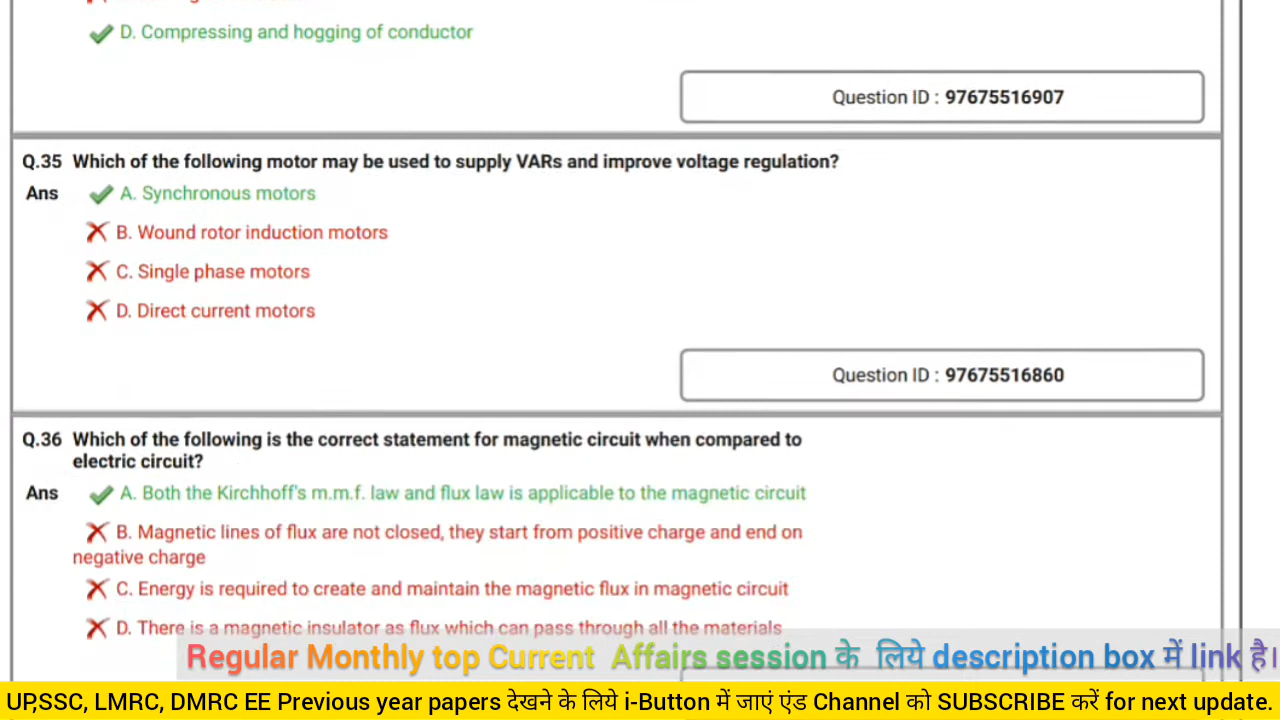 D. Compressing and hogging of conductor
Question ID : 97675516907
Q.35 Which of the following motor may be used to supply VARs and improve voltage regulation?
Ans A. Synchronous motors
B. Wound rotor induction motors
C. Single phase motors
D. Direct current motors
Question ID : 97675516860
Q.36 Which of the following is the correct statement for magnetic circuit when compared to
electric circuit?
Ans A. Both the Kirchhoff's m.m.f. law and flux law is applicable to the magnetic circuit
B. Magnetic lines of flux are not closed, they start from positive charge and end on
negative charge
C. Energy is required to create and maintain the magnetic flux in magnetic circuit
D. There is a magnetic insulator as flux which can pass through all the materials
Regular Monthly top Current Affairs session के लिये description box में link है।
UP,SSC, LMRC, DMRC EE Previous year papers देखने के लिये i-Button में जाएं एंड Channel को SUBSCRIBE करें for next update.